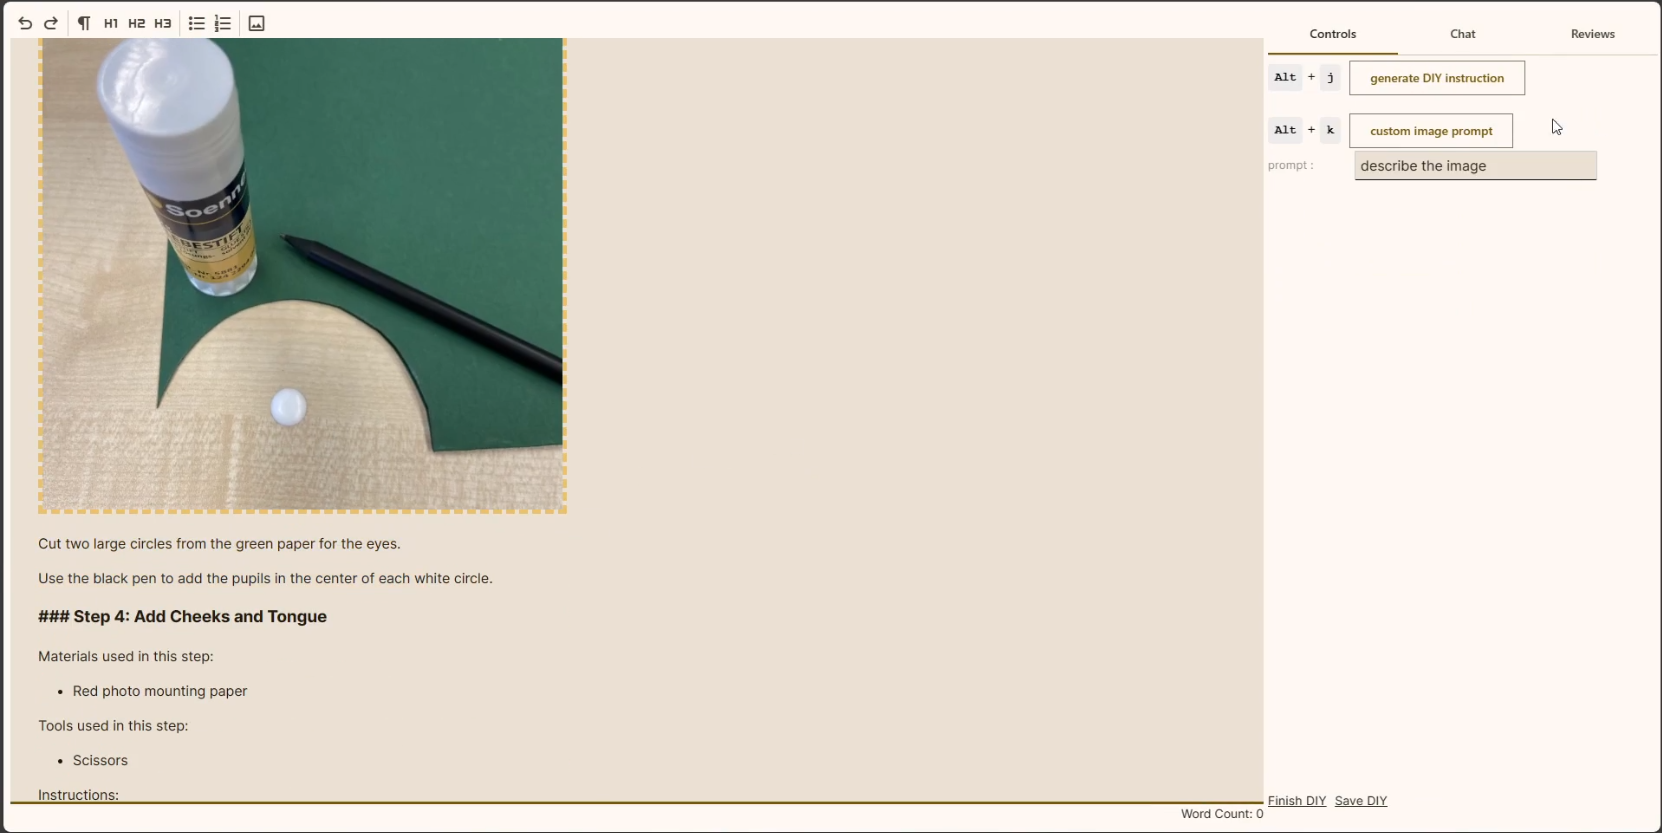 H1 H2 H3
Controls Chat Reviews
Alt + j generate DIY instruction
Alt + k custom image prompt
prompt : describe the image
Soenn
BESTIFT
Cut two large circles from the green paper for the eyes.
Use the black pen to add the pupils in the center of each white circle.
### Step 4: Add Cheeks and Tongue
Materials used in this step:
• Red photo mounting paper
Tools used in this step:
• Scissors
Instructions:
Finish DIY Save DIY
Word Count: 0